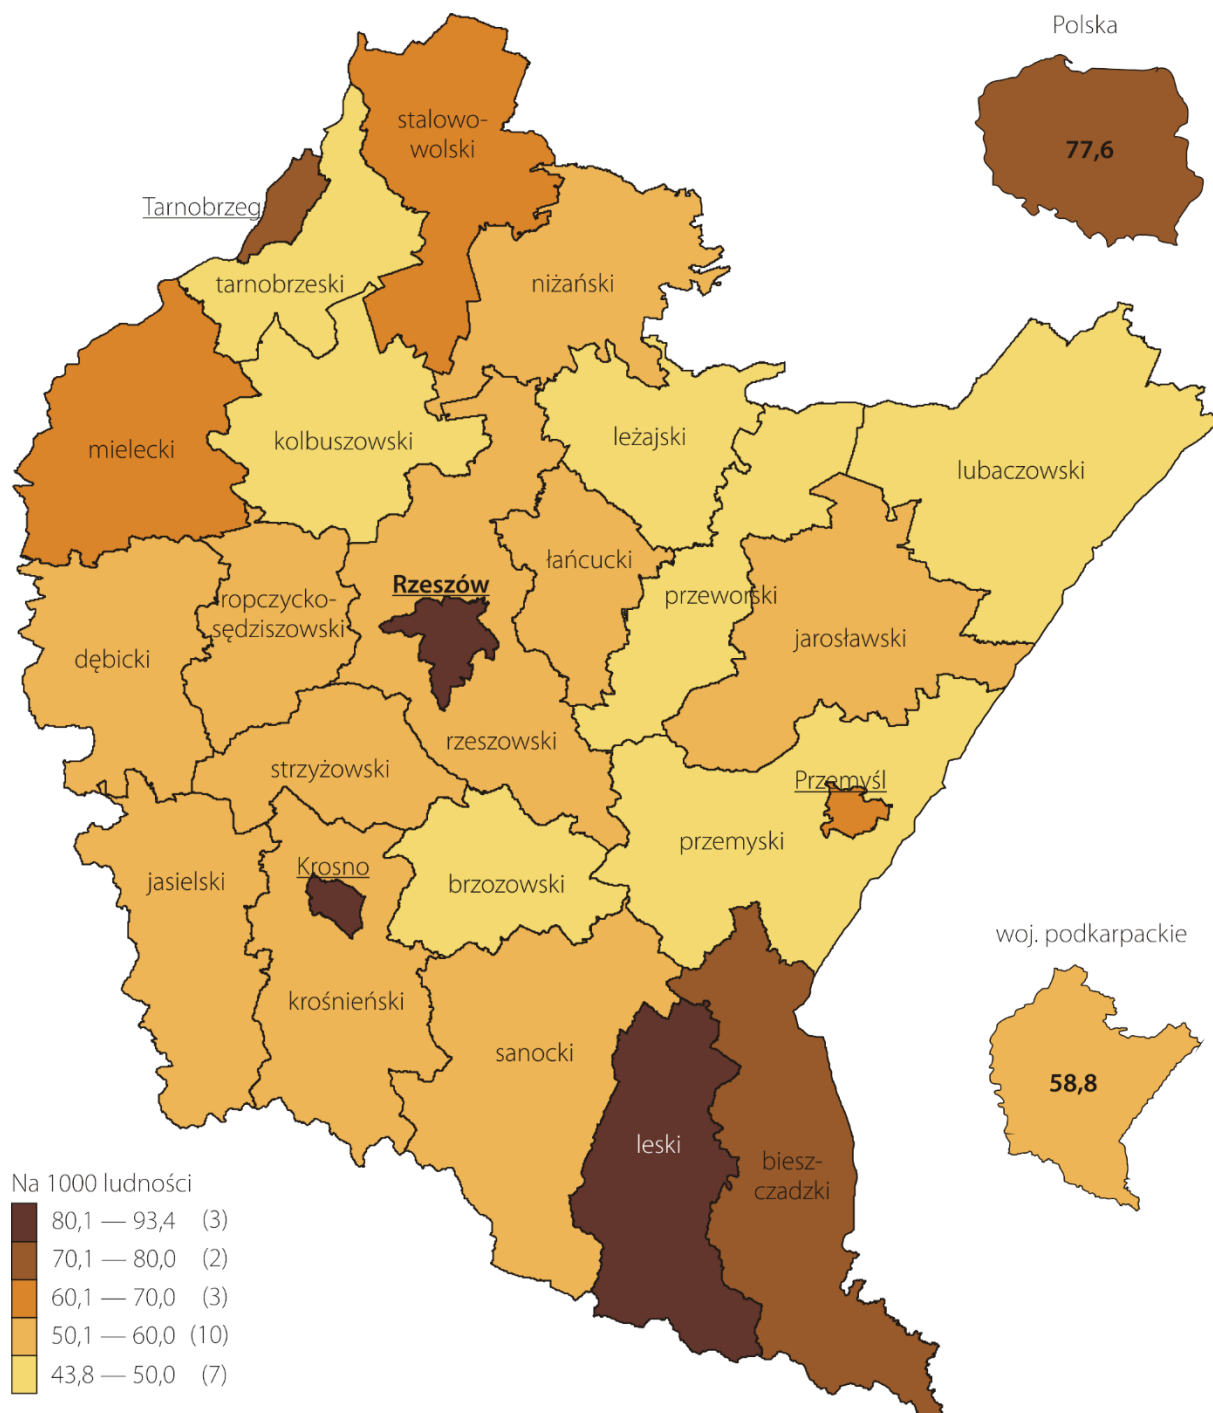 Polska
77,6
stalowo-
wolski
Tarnobrzeg
tarnobrzeski
niżański
mielecki
kolbuszowski
leżajski
lubaczowski
łańcucki
Rzeszów
ropczycko-
sędziszowski
przeworski
jarosławski
dębicki
rzeszowski
strzyżowski
Przemyśl
przemyski
Krosno
jasielski
brzozowski
woj. podkarpackie
krośnieński
sanocki
58,8
leski
biesz-
czadzki
Na 1000 ludności
80,1 — 93,4 (3)
70,1 — 80,0 (2)
60,1 — 70,0 (3)
50,1 — 60,0 (10)
43,8 — 50,0 (7)